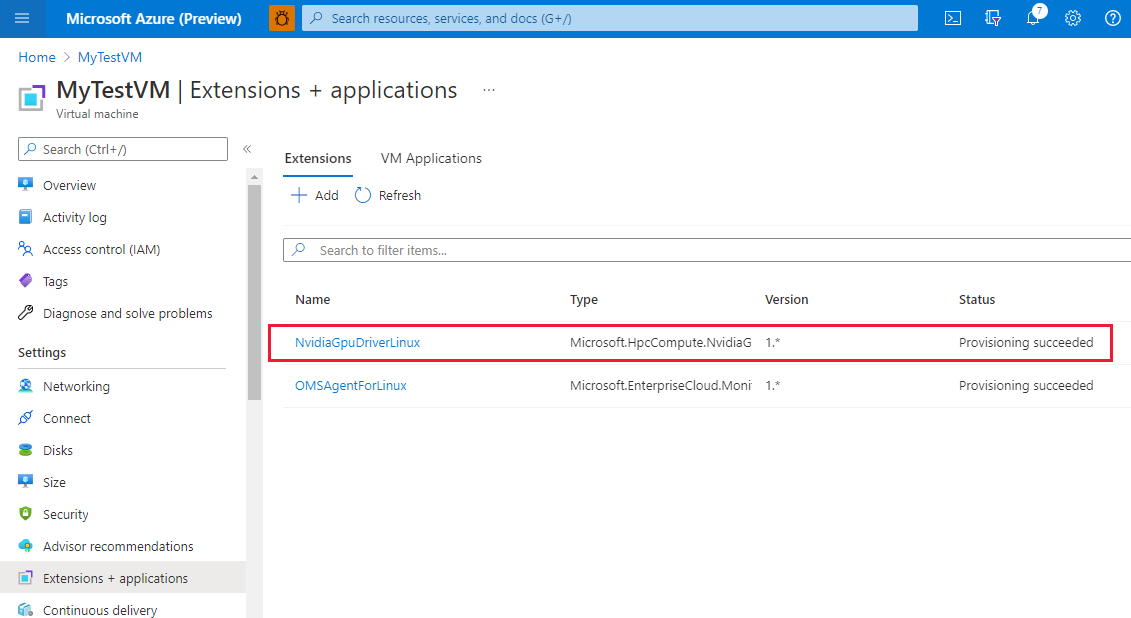 Microsoft Azure (Preview) Search resources, services, and docs (G+/) 7
Home > MyTestVM
MyTestVM | Extensions + applications ...
Virtual machine
Search (Ctrl+/) «
Overview
Activity log
Access control (IAM)
Tags
Diagnose and solve problems
Settings
Networking
Connect
Disks
Size
Security
Advisor recommendations
Extensions + applications
Continuous delivery
Extensions VM Applications
+ Add Refresh
Search to filter items...
Name Type Version Status
NvidiaGpuDriverLinux Microsoft.HpcCompute.NvidiaG 1.* Provisioning succeeded
OMSAgentForLinux Microsoft.EnterpriseCloud.Moni 1.* Provisioning succeeded